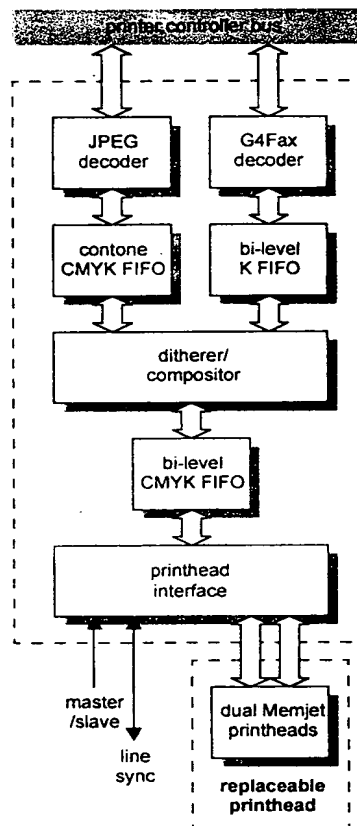 printer controller bus
JPEG
decoder
G4Fax
decoder
contone
CMYK FIFO
bi-level
K FIFO
ditherer/
compositor
bi-level
CMYK FIFO
printhead
interface
master
/slave
line
sync
dual Memjet
printheads
replaceable
printhead